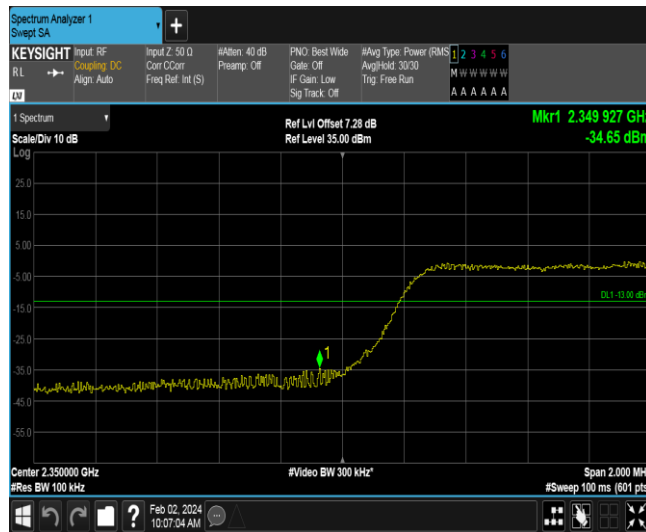 Spectrum Analyzer 1
Swept SA
+
KEYSIGHT
RL
LXI
Input: RF
Coupling: DC
Align: Auto
Input Z: 50 Ω
Corr CCorr
Freq Ref: Int (S)
#Atten: 40 dB
Preamp: Off
PNO: Best Wide
Gate: Off
IF Gain: Low
Sig Track: Off
#Avg Type: Power (RMS
Avg|Hold: 30/30
Trig: Free Run
1 2 3 4 5 6
M W W W W W
A A A A A A
1 Spectrum
Scale/Div 10 dB
Ref Lvl Offset 7.28 dB
Ref Level 35.00 dBm
Mkr1 2.349 927 GHz
-34.65 dBm
Log
25.0
15.0
5.00
-5.00
DL1 -13.00 dBm
-15.0
-25.0
1
-35.0
-45.0
-55.0
Center 2.350000 GHz
#Video BW 300 kHz*
Span 2.000 MHz
#Res BW 100 kHz
#Sweep 100 ms (601 pts
?
Feb 02, 2024
10:07:04 AM